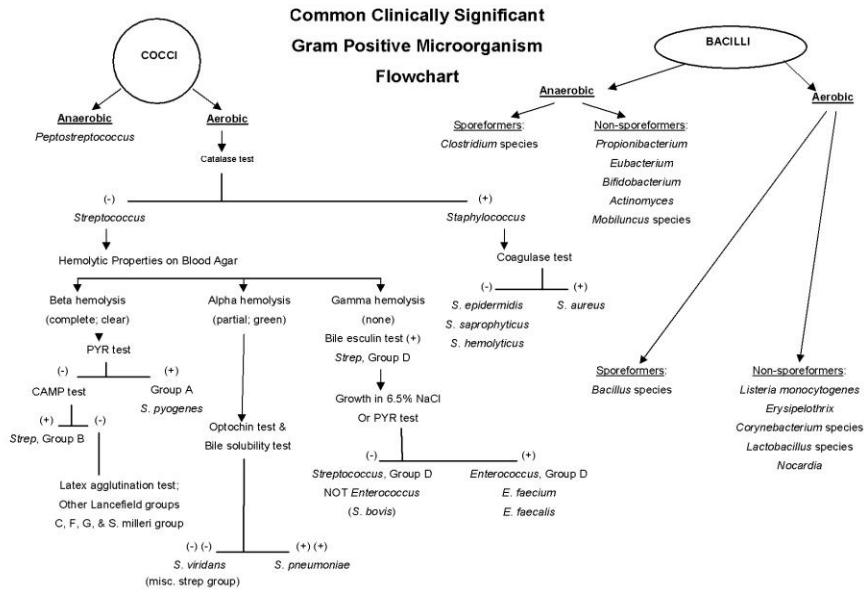 Common Clinically Significant
Gram Positive Microorganism
Flowchart
COCCI
Anaerobic
Peptostreptococcus
Aerobic
Catalase test
(-)
Streptococcus
(+)
Staphylococcus
Hemolytic Properties on Blood Agar
Coagulase test
(-)
S. epidermidis
S. saprophyticus
S. hemolyticus
(+)
S. aureus
Beta hemolysis
(complete; clear)
PYR test
(-)
CAMP test
(+)
Group A
S. pyogenes
(+)
Strep, Group B
(-)
Latex agglutination test;
Other Lancefield groups
C, F, G, & S. milleri group
Alpha hemolysis
(partial; green)
Optochin test &
Bile solubility test
(-) (-)
S. viridans
(misc. strep group)
(+) (+)
S. pneumoniae
Gamma hemolysis
(none)
Bile esculin test (+)
Strep, Group D
Growth in 6.5% NaCl
Or PYR test
(-)
Streptococcus, Group D
NOT Enterococcus
(S. bovis)
(+)
Enterococcus, Group D
E. faecium
E. faecalis
BACILLI
Anaerobic
Sporeformers:
Clostridium species
Non-sporeformers:
Propionibacterium
Eubacterium
Bifidobacterium
Actinomyces
Mobiluncus species
Aerobic
Sporeformers:
Bacillus species
Non-sporeformers:
Listeria monocytogenes
Erysipelothrix
Corynebacterium species
Lactobacillus species
Nocardia